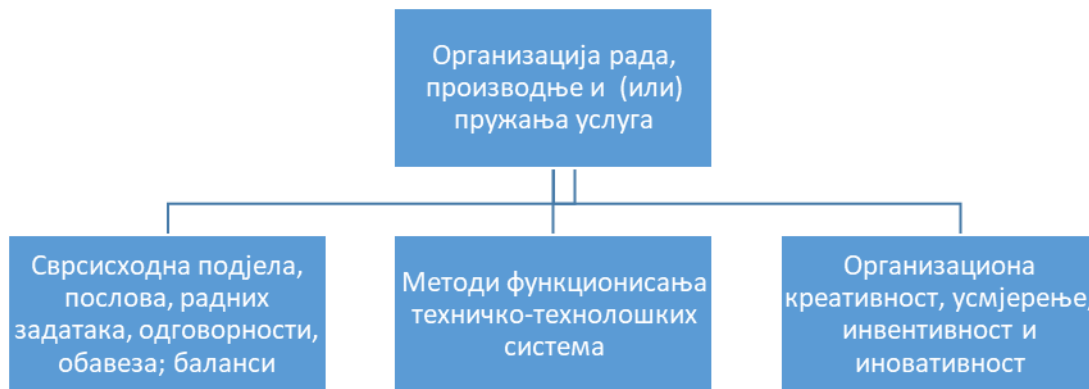 Организација рада,
производње и (или)
пружања услуга
Сврсисходна подјела,
послова, радних
задатака, одговорности,
обавеза; баланси
Методи функционисања
техничко-технолошких
система
Организациона
креативност, усмјерење,
инвентивност и
иновативност